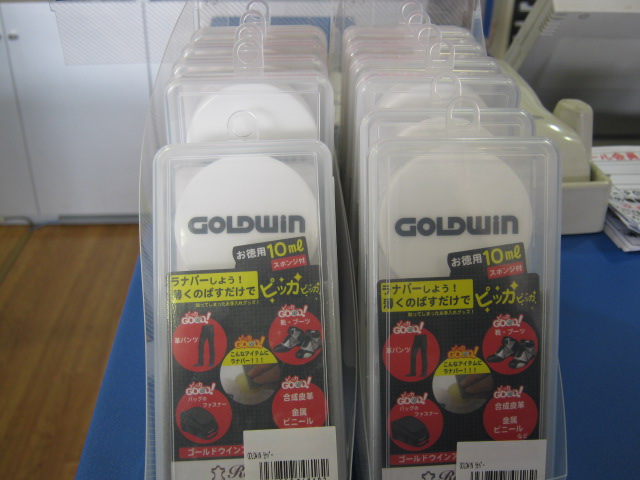 GOLDWIN
お徳用10ml
スポンジ付
ラナパーしよう！
薄くのばすだけで
ピッカピッカ
革パンツ
靴・ブーツ
こんなアイテムに
ラナパー！！！
バッグの
ファスナー
合成皮革
金属
ビニール
ゴールドウイン
GOLDWIN
お徳用10ml
スポンジ付
ラナパーしよう！
薄くのばすだけで
ピッカピッカ
革パンツ
靴・ブーツ
こんなアイテムに
ラナパー！！！
バッグの
ファスナー
合成皮革
金属
ビニール
ゴールドウイン